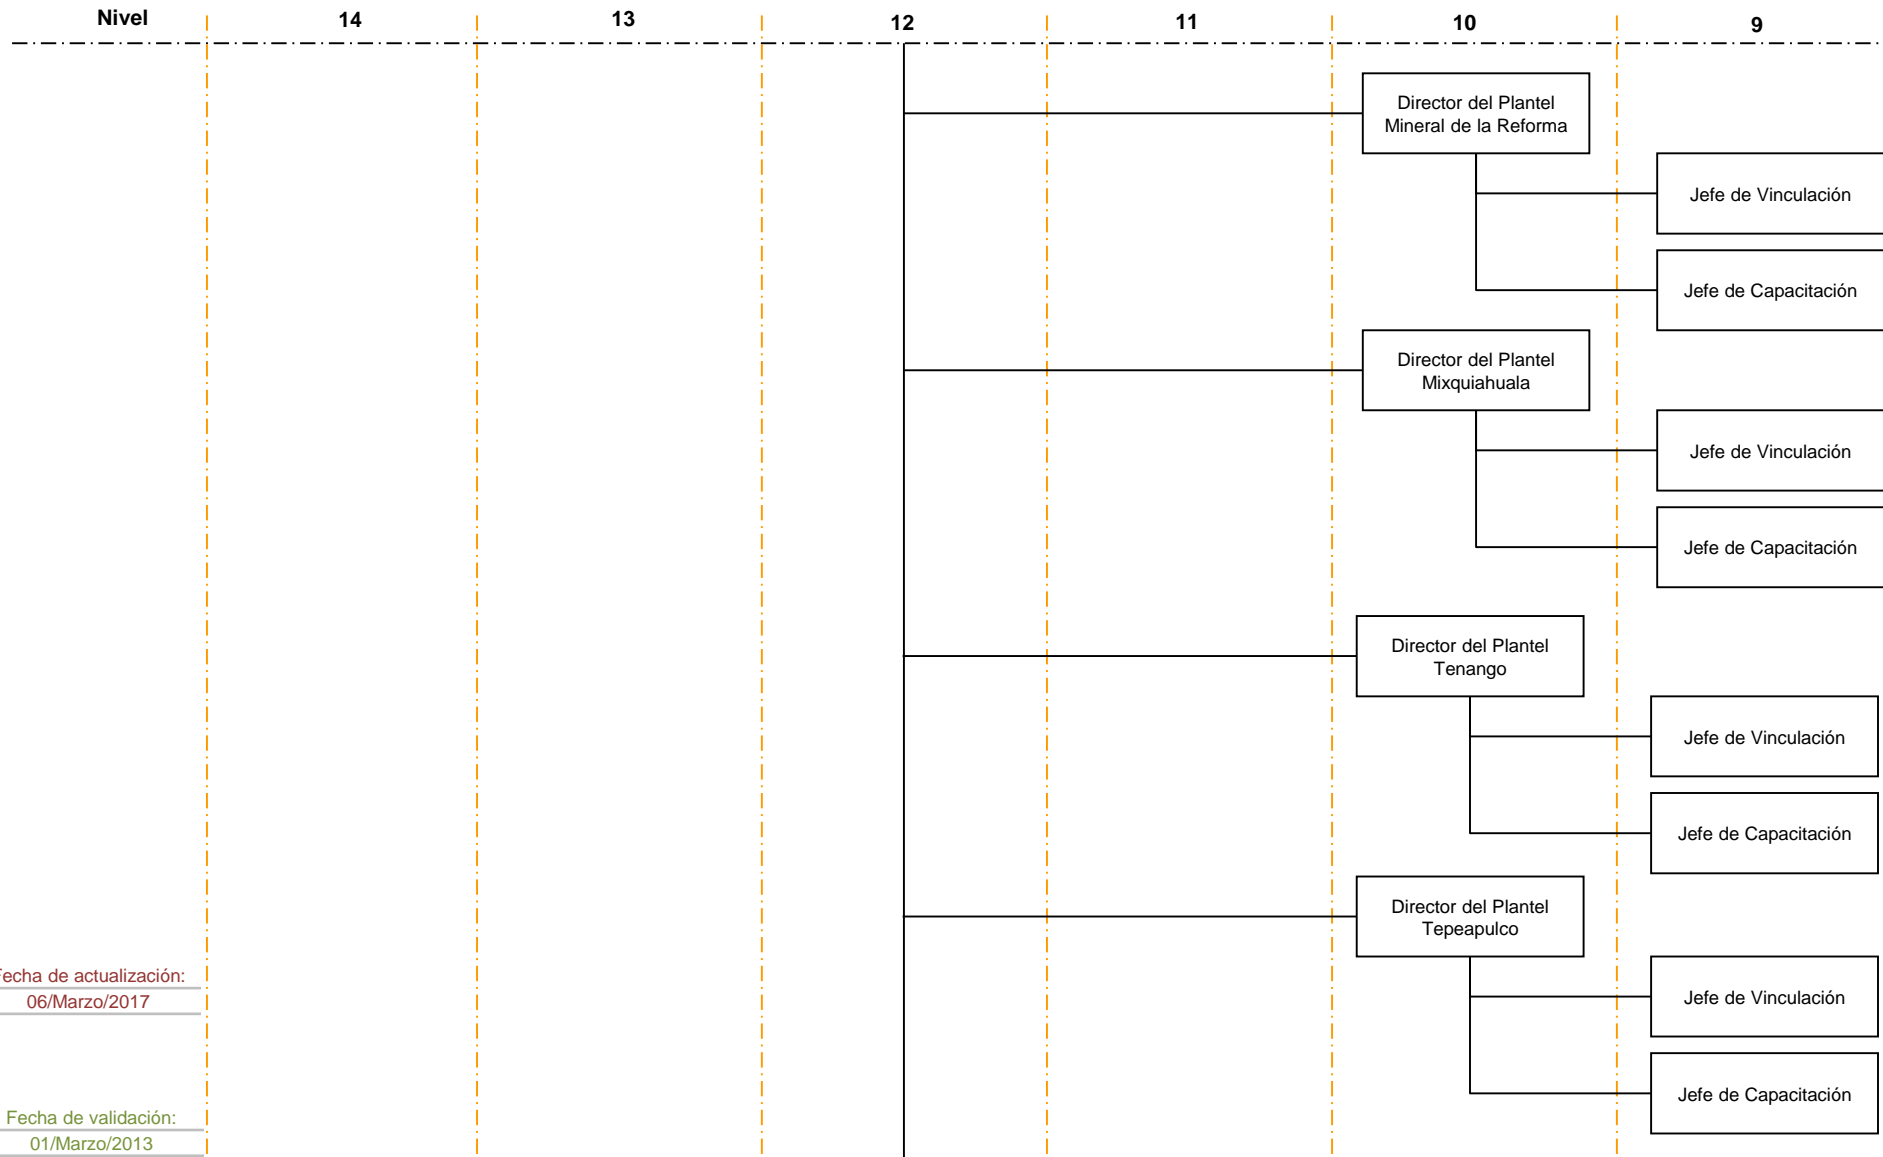 Nivel 14 13 12 11 10 9
Director del Plantel
Mineral de la Reforma
Jefe de Vinculación
Jefe de Capacitación
Director del Plantel
Mixquiahuala
Jefe de Vinculación
Jefe de Capacitación
Director del Plantel
Tenango
Jefe de Vinculación
Jefe de Capacitación
Director del Plantel
Tepeapulco
Jefe de Vinculación
Jefe de Capacitación
Fecha de actualización:
06/Marzo/2017
Fecha de validación:
01/Marzo/2013